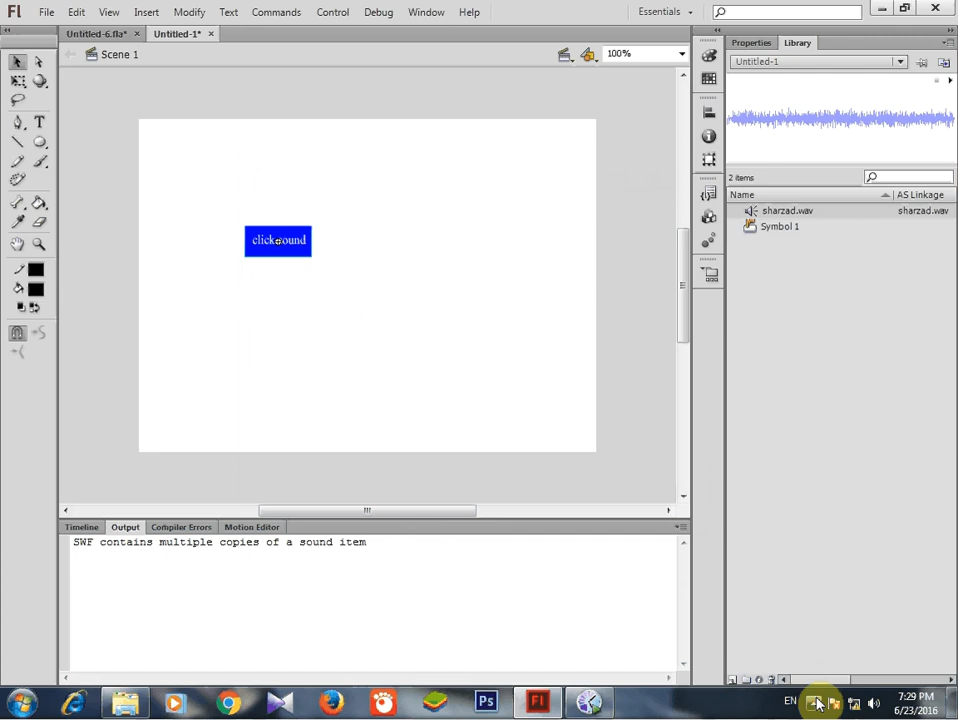 Fl File Edit View Insert Modify Text Commands Control Debug Window Help Essentials
Untitled-6.fla* × Untitled-1* × Properties Library
Scene 1 100% Untitled-1
2 items
Name AS Linkage
sharzad.wav sharzad.wav
Symbol 1
click sound
Timeline Output Compiler Errors Motion Editor
SWF contains multiple copies of a sound item
Ps Fl EN 7:29 PM
6/23/2016